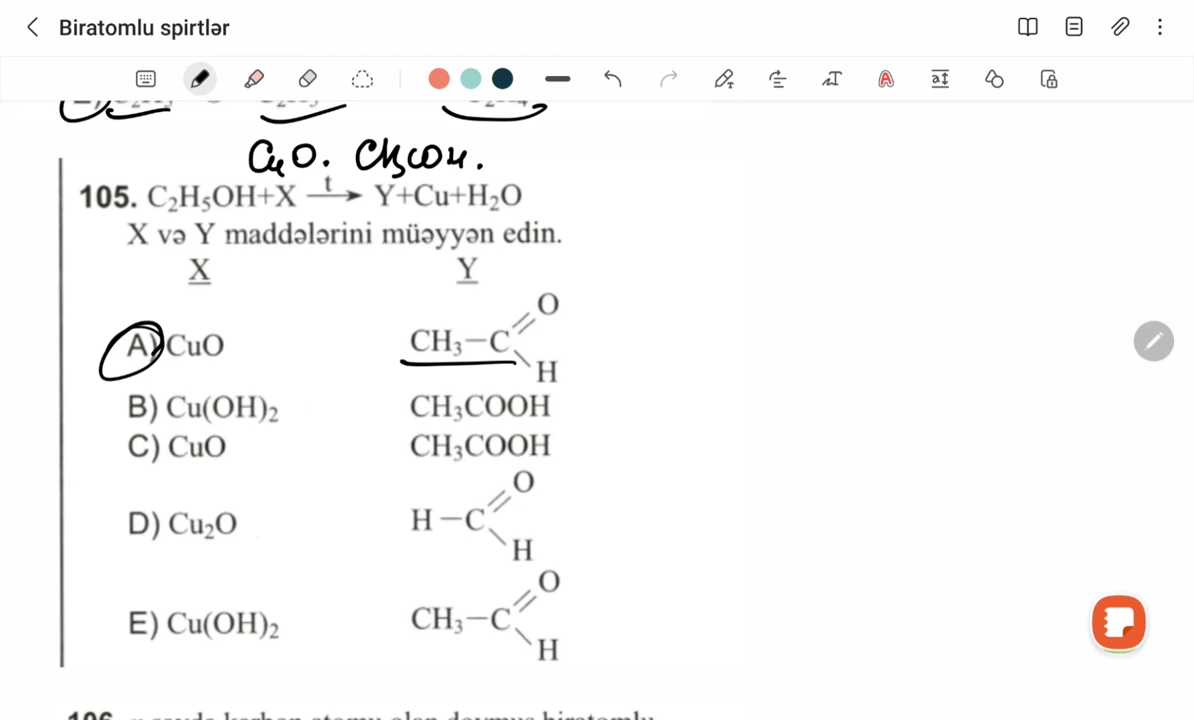 Biratomlu spirtlər
CuO. CH3COH.
105. C₂H₅OH+X —t→ Y+Cu+H₂O
X və Y maddələrini müəyyən edin.
X Y
A) CuO CH₃–C=O
H
B) Cu(OH)₂ CH₃COOH
C) CuO CH₃COOH
D) Cu₂O H–C=O
H
E) Cu(OH)₂ CH₃–C=O
H